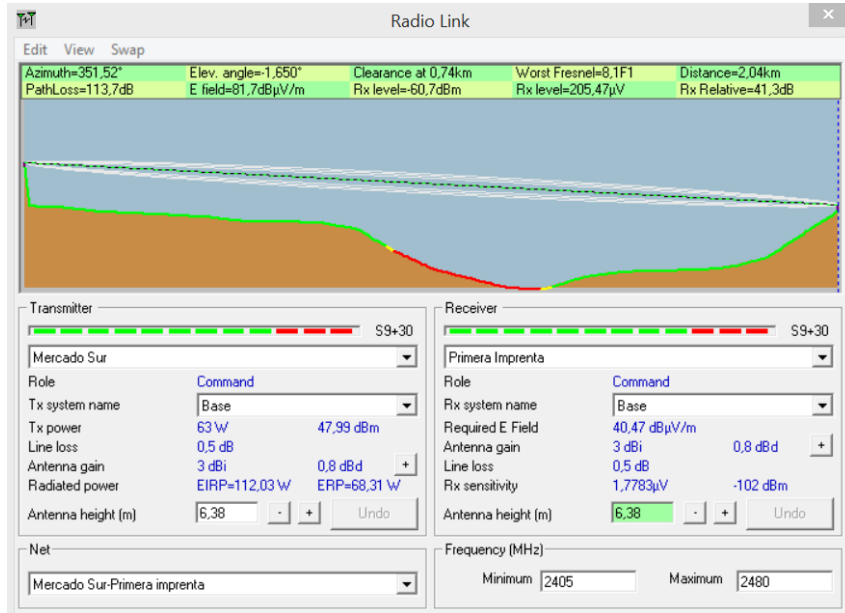 Radio Link
Edit View Swap
Azimuth=351,52° Elev. angle=-1,650° Clearance at 0,74km Worst Fresnel=8,1F1 Distance=2,04km
PathLoss=113,7dB E field=81,7dBµV/m Rx level=-60,7dBm Rx level=205,47µV Rx Relative=41,3dB
Transmitter
S9+30
Mercado Sur
Role Command
Tx system name Base
Tx power 63 W 47,99 dBm
Line loss 0,5 dB
Antenna gain 3 dBi 0,8 dBd +
Radiated power EIRP=112,03 W ERP=68,31 W
Antenna height (m) 6,38 - + Undo
Receiver
S9+30
Primera Imprenta
Role Command
Rx system name Base
Required E Field 40,47 dBµV/m
Antenna gain 3 dBi 0,8 dBd +
Line loss 0,5 dB
Rx sensitivity 1,7783µV -102 dBm
Antenna height (m) 6,38 - + Undo
Net
Mercado Sur-Primera imprenta
Frequency (MHz)
Minimum 2405 Maximum 2480